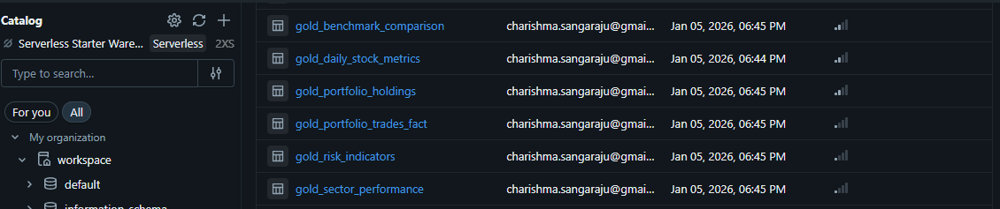 Catalog
Serverless Starter Ware... Serverless 2XS
Type to search...
For you All
My organization
workspace
default
information_schema
gold_benchmark_comparison charishma.sangaraju@gmai... Jan 05, 2026, 06:45 PM
gold_daily_stock_metrics charishma.sangaraju@gmai... Jan 05, 2026, 06:44 PM
gold_portfolio_holdings charishma.sangaraju@gmai... Jan 05, 2026, 06:45 PM
gold_portfolio_trades_fact charishma.sangaraju@gmai... Jan 05, 2026, 06:45 PM
gold_risk_indicators charishma.sangaraju@gmai... Jan 05, 2026, 06:45 PM
gold_sector_performance charishma.sangaraju@gmai... Jan 05, 2026, 06:45 PM